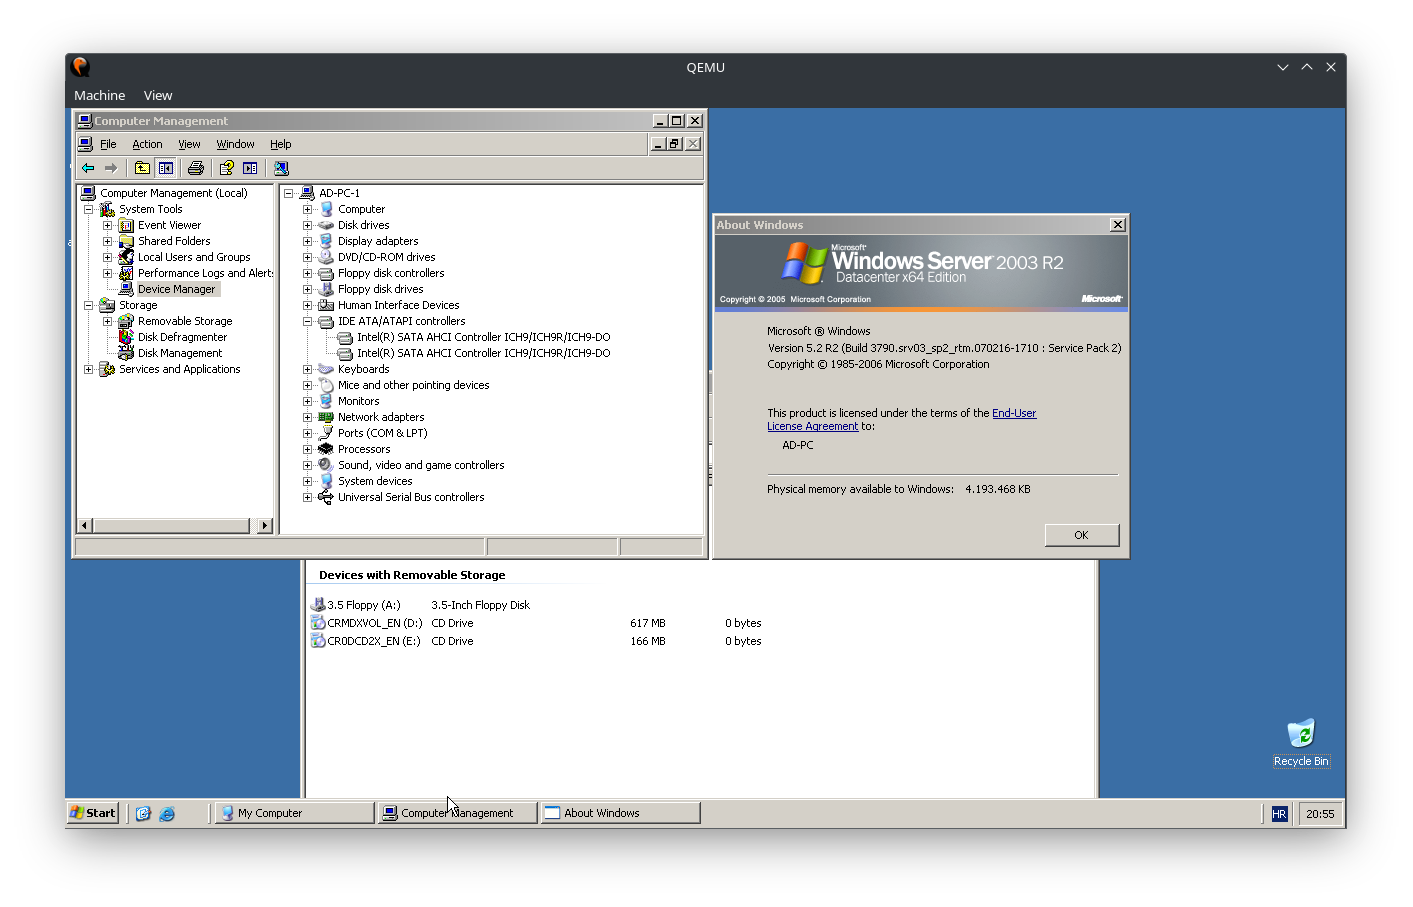 QEMU
Machine View
Computer Management
File Action View Window Help
Computer Management (Local)
System Tools
Event Viewer
Shared Folders
Local Users and Groups
Performance Logs and Alerts
Device Manager
Storage
Removable Storage
Disk Defragmenter
Disk Management
Services and Applications
AD-PC-1
Computer
Disk drives
Display adapters
DVD/CD-ROM drives
Floppy disk controllers
Floppy disk drives
Human Interface Devices
IDE ATA/ATAPI controllers
Intel(R) SATA AHCI Controller ICH9/ICH9R/ICH9-DO
Intel(R) SATA AHCI Controller ICH9/ICH9R/ICH9-DO
Keyboards
Mice and other pointing devices
Monitors
Network adapters
Ports (COM & LPT)
Processors
Sound, video and game controllers
System devices
Universal Serial Bus controllers
About Windows
Microsoft®
Windows Server 2003 R2
Datacenter x64 Edition
Copyright © 2005 Microsoft Corporation Microsoft®
Microsoft ® Windows
Version 5.2 R2 (Build 3790.srv03_sp2_rtm.070216-1710 : Service Pack 2)
Copyright © 1985-2006 Microsoft Corporation
This product is licensed under the terms of the End-User
License Agreement to:
AD-PC
Physical memory available to Windows: 4.193.468 KB
OK
Devices with Removable Storage
3.5 Floppy (A:) 3.5-Inch Floppy Disk
CRMDXVOL_EN (D:) CD Drive 617 MB 0 bytes
CR0DCD2X_EN (E:) CD Drive 166 MB 0 bytes
Recycle Bin
Start My Computer Computer Management About Windows HR 20:55